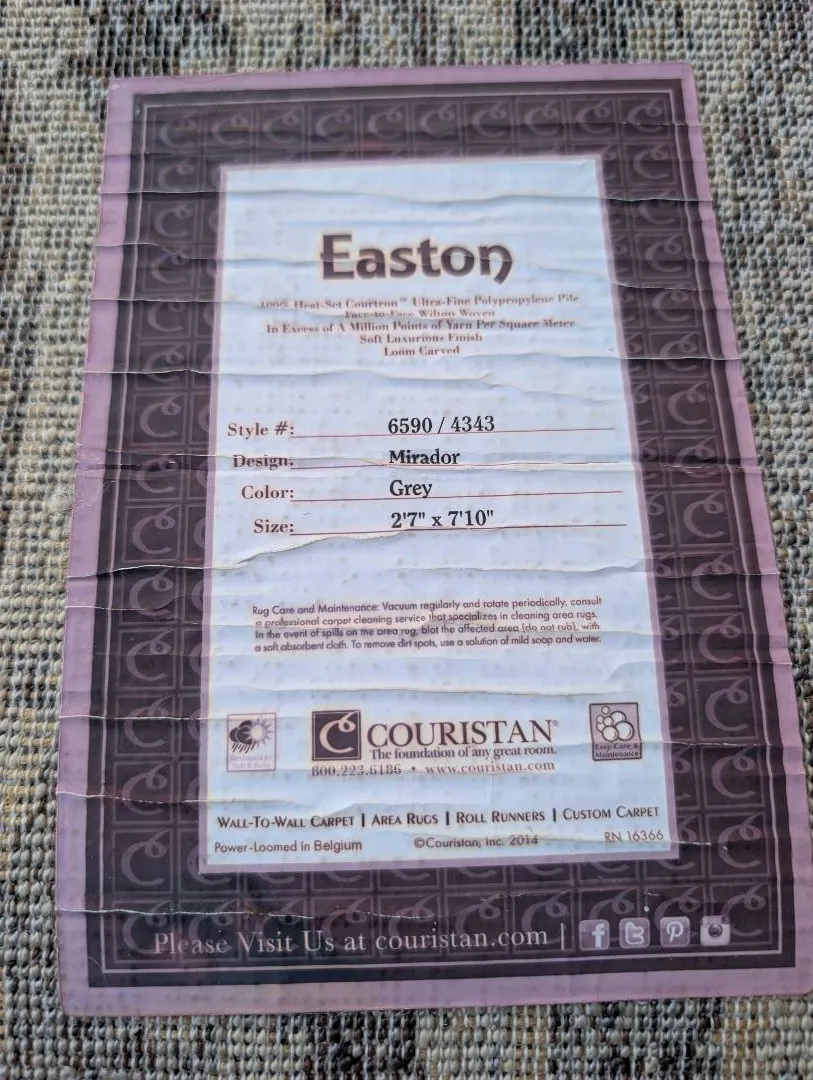 Easton
100% Heat-Set Courtron® Ultra-Fine Polypropylene Pile
Face-to-Face Wilton Woven
In Excess of A Million Points of Yarn Per Square Meter
Soft Luxurious Finish
Loom Carved
Style #: 6590 / 4343
Design: Mirador
Color: Grey
Size: 2'7" x 7'10"
Rug Care and Maintenance: Vacuum regularly and rotate periodically, consult
a professional carpet cleaning service that specializes in cleaning area rugs.
In the event of spills on the area rug, blot the affected area (do not rub), with
a soft absorbent cloth. To remove dirt spots, use a solution of mild soap and water.
COURISTAN®
The foundation of any great room.
800.223.6186 • www.couristan.com
Easy-Care &
Maintenance
WALL-TO-WALL CARPET | AREA RUGS | ROLL RUNNERS | CUSTOM CARPET
Power-Loomed in Belgium ©Couristan, Inc. 2014 RN 16366
Please Visit Us at couristan.com |